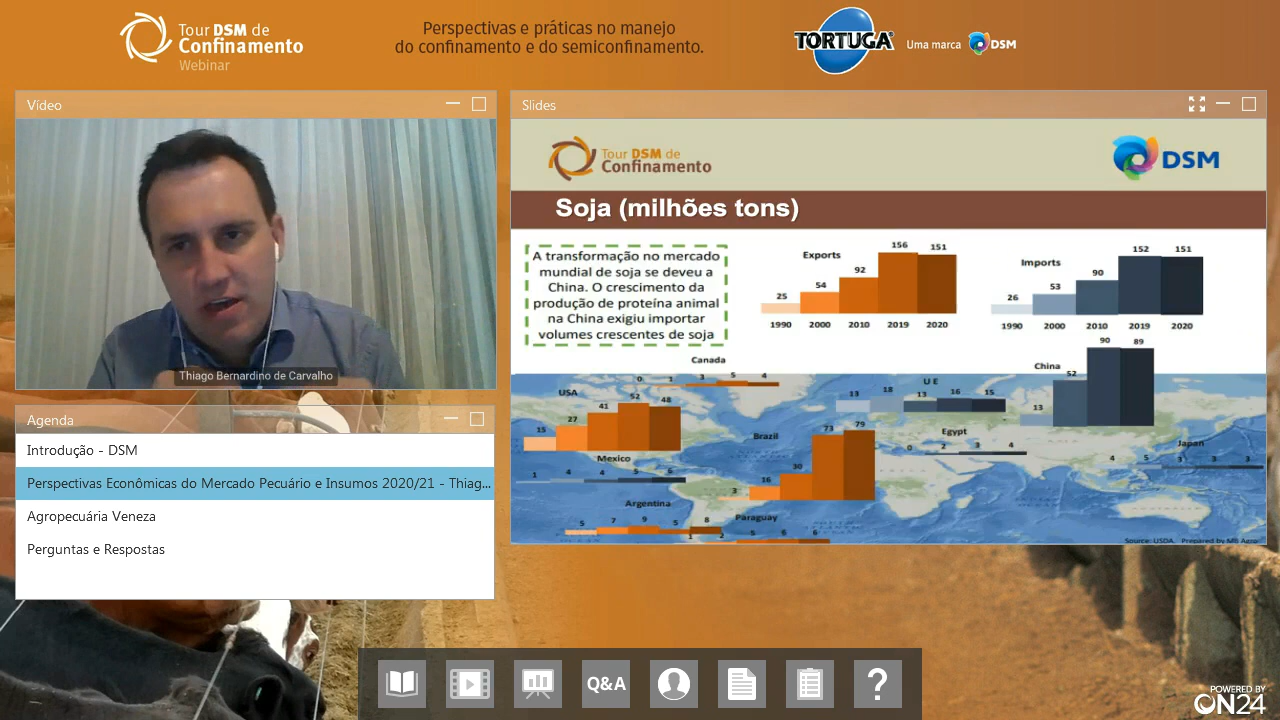 Tour DSM de
Confinamento
Webinar
Perspectivas e práticas no manejo
do confinamento e do semiconfinamento.
TORTUGA
Uma marca DSM
Vídeo
Thiago Bernardino de Carvalho
Agenda
Introdução - DSM
Perspectivas Econômicas do Mercado Pecuário e Insumos 2020/21 - Thiag...
Agropecuária Veneza
Perguntas e Respostas
Slides
Tour DSM de
Confinamento
DSM
Soja (milhões tons)
A transformação no mercado
mundial de soja se deveu a
China. O crescimento da
produção de proteína animal
na China exigiu importar
volumes crescentes de soja
Exports
25 54 92 156 151
1990 2000 2010 2019 2020
Imports
26 53 90 152 151
1990 2000 2010 2019 2020
Canada
0 1 3 5 4
USA
15 27 41 52 48
U E
13 18 13 16 15
China
13 52 90 89
Mexico
1 4 4 5 6
Brazil
3 16 30 73 79
Egypt
0 2 3 4
Japan
4 5 3 3 3
Argentina
5 7 9 5 8
Paraguay
1 2 5 6 6
Source: USDA. Prepared by MB Agro
Q&A
?
POWERED BY
ON24